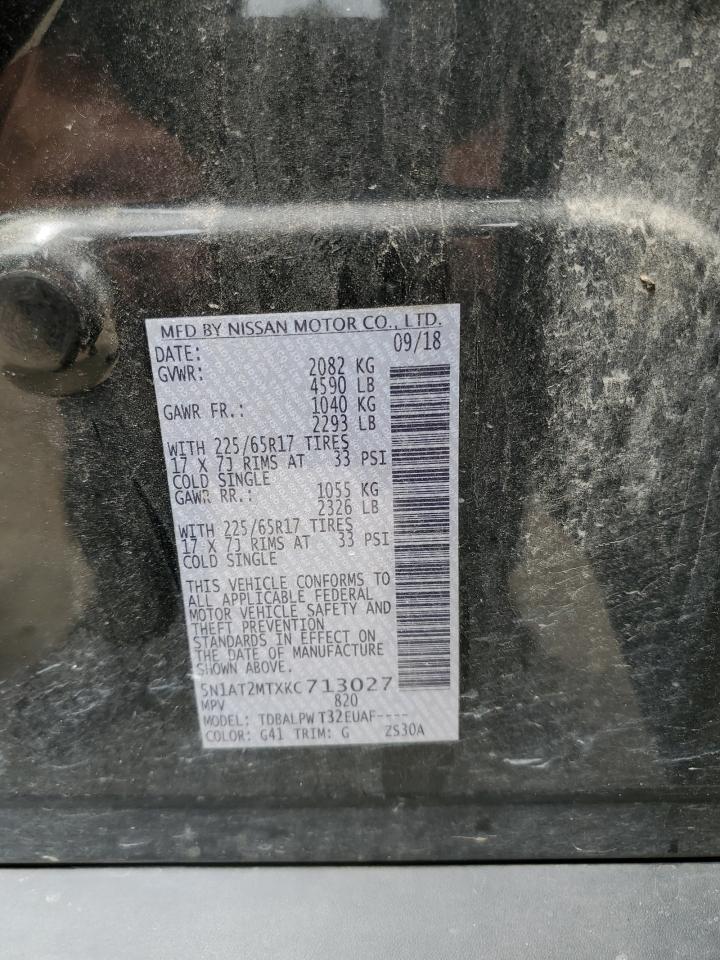 MFD BY NISSAN MOTOR CO., LTD.
DATE: 09/18
GVWR: 2082 KG
4590 LB
GAWR FR.: 1040 KG
2293 LB
WITH 225/65R17 TIRES
17 X 7J RIMS AT 33 PSI
COLD SINGLE
GAWR RR.: 1055 KG
2326 LB
WITH 225/65R17 TIRES
17 X 7J RIMS AT 33 PSI
COLD SINGLE
THIS VEHICLE CONFORMS TO
ALL APPLICABLE FEDERAL
MOTOR VEHICLE SAFETY AND
THEFT PREVENTION
STANDARDS IN EFFECT ON
THE DATE OF MANUFACTURE
SHOWN ABOVE.
5N1AT2MTXKC713027
MPV 820
MODEL: TDBALPW T32EUAF----
COLOR: G41 TRIM: G ZS30A